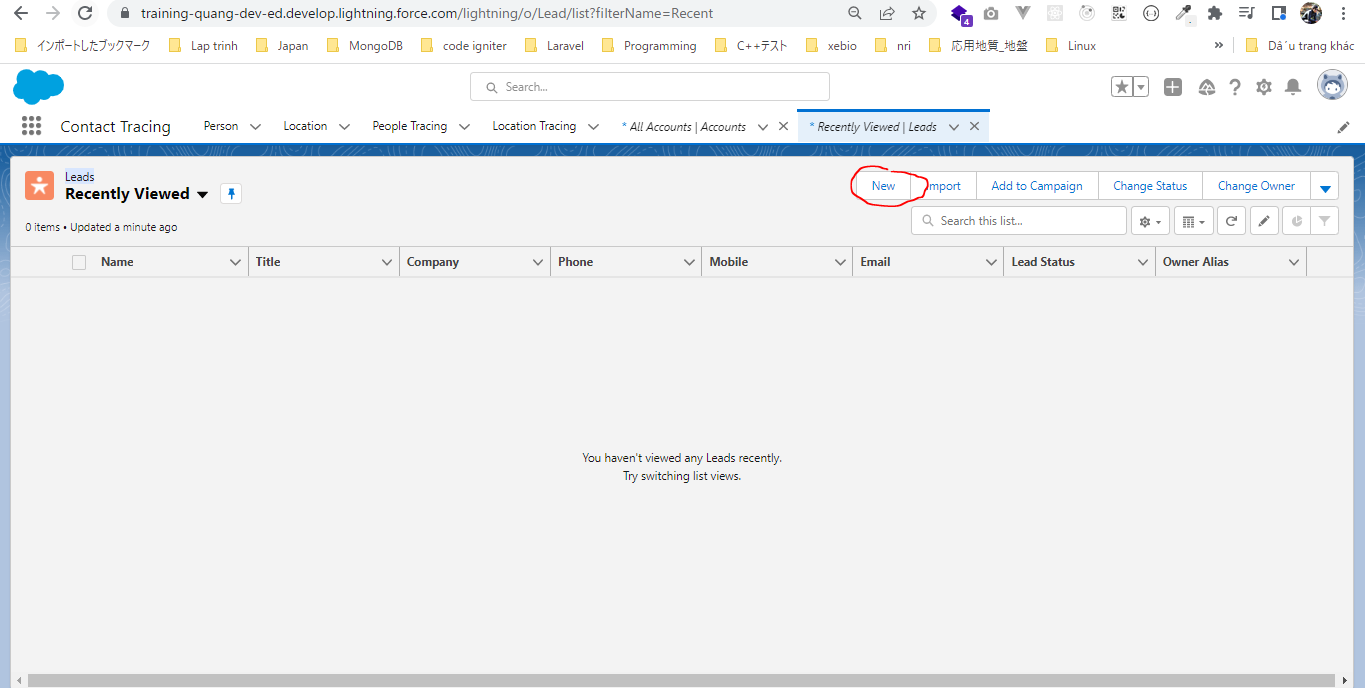 training-quang-dev-ed.develop.lightning.force.com/lightning/o/Lead/list?filterName=Recent
4
インポートしたブックマーク Lap trinh Japan MongoDB code igniter Laravel Programming C++テスト xebio nri 応用地質_地盤 Linux » Dấu trang khác
Search...
Contact Tracing Person Location People Tracing Location Tracing * All Accounts | Accounts * Recently Viewed | Leads
Leads
Recently Viewed
New Import Add to Campaign Change Status Change Owner
0 items • Updated a minute ago
Search this list...
Name Title Company Phone Mobile Email Lead Status Owner Alias
You haven't viewed any Leads recently.
Try switching list views.